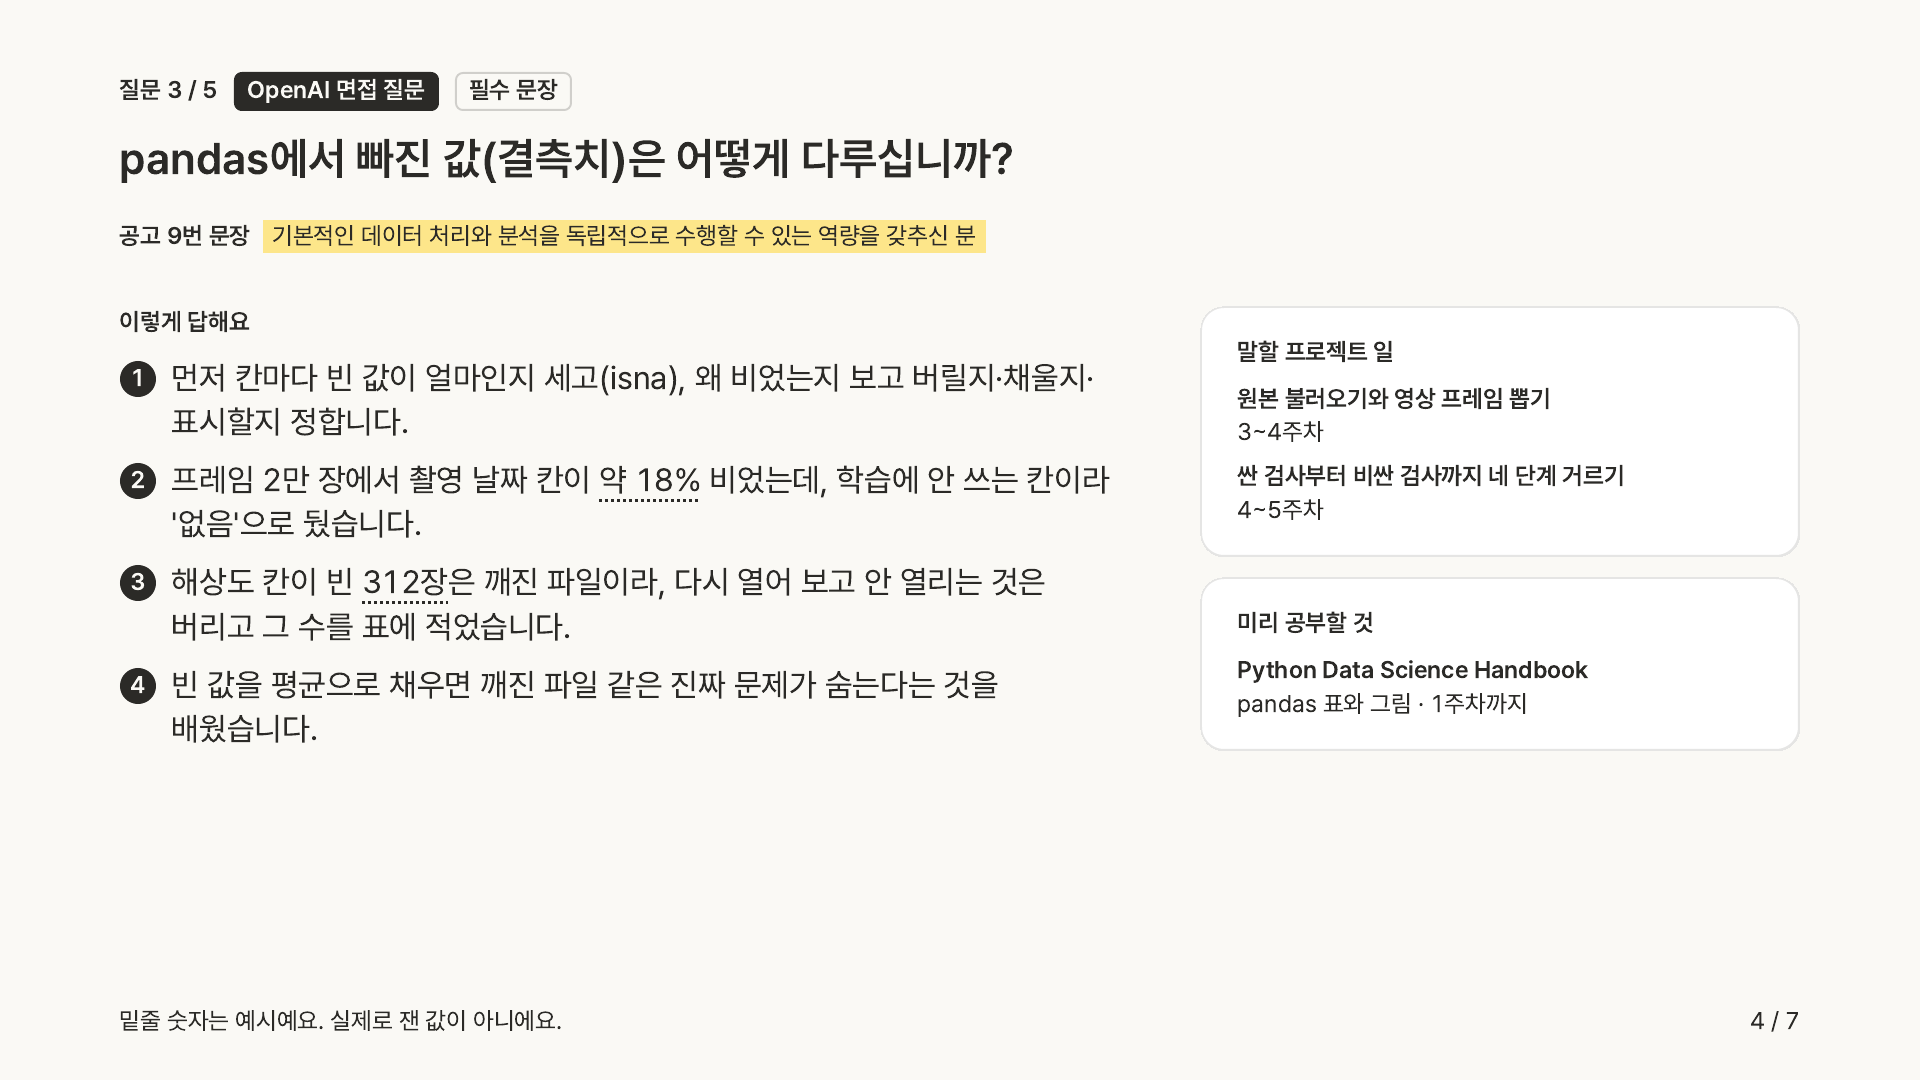 질문 3 / 5 OpenAI 면접 질문 필수 문장
pandas에서 빠진 값(결측치)은 어떻게 다루십니까?
공고 9번 문장 기본적인 데이터 처리와 분석을 독립적으로 수행할 수 있는 역량을 갖추신 분
이렇게 답해요
1 먼저 칸마다 빈 값이 얼마인지 세고(isna), 왜 비었는지 보고 버릴지·채울지·
표시할지 정합니다.
2 프레임 2만 장에서 촬영 날짜 칸이 약 18% 비었는데, 학습에 안 쓰는 칸이라
'없음'으로 뒀습니다.
3 해상도 칸이 빈 312장은 깨진 파일이라, 다시 열어 보고 안 열리는 것은
버리고 그 수를 표에 적었습니다.
4 빈 값을 평균으로 채우면 깨진 파일 같은 진짜 문제가 숨는다는 것을
배웠습니다.
말할 프로젝트 일
원본 불러오기와 영상 프레임 뽑기
3~4주차
싼 검사부터 비싼 검사까지 네 단계 거르기
4~5주차
미리 공부할 것
Python Data Science Handbook
pandas 표와 그림 · 1주차까지
밑줄 숫자는 예시예요. 실제로 잰 값이 아니에요.
4 / 7